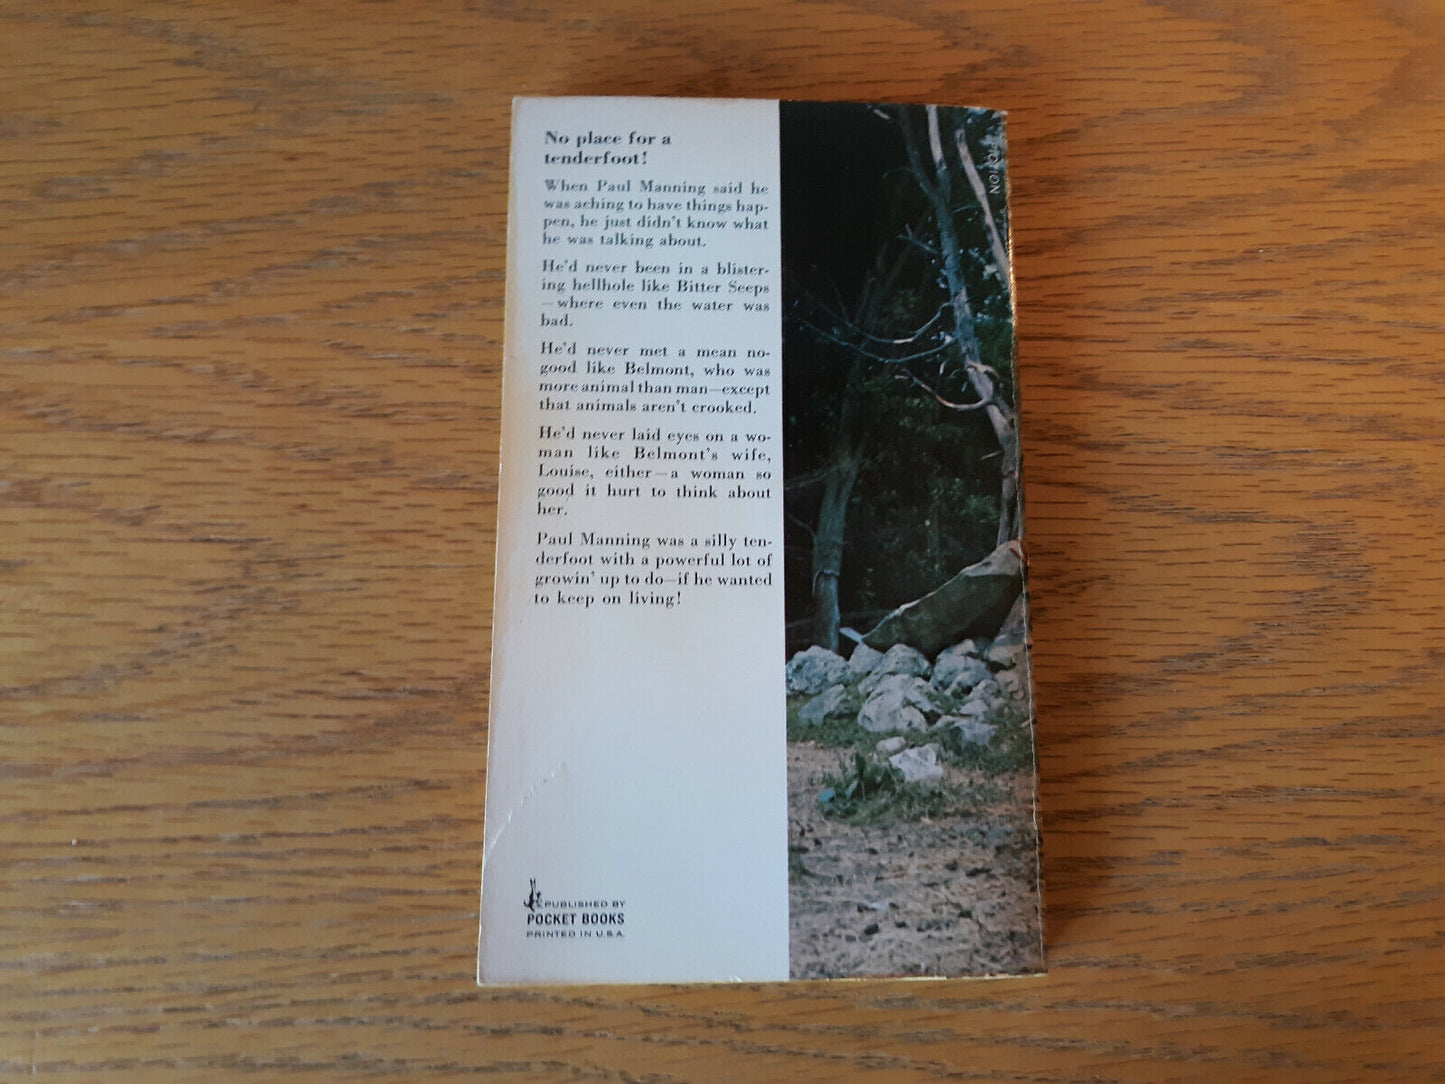 No place for a
tenderfoot!
When Paul Manning said he
was aching to have things hap-
pen, he just didn't know what
he was talking about.
He'd never been in a blister-
ing hellhole like Bitter Seeps
—where even the water was
bad.
He'd never met a mean no-
good like Belmont, who was
more animal than man—except
that animals aren't crooked.
He'd never laid eyes on a wo-
man like Belmont's wife,
Louise, either—a woman so
good it hurt to think about
her.
Paul Manning was a silly ten-
derfoot with a powerful lot of
growin' up to do—if he wanted
to keep on living!
PUBLISHED BY
POCKET BOOKS
PRINTED IN U.S.A.